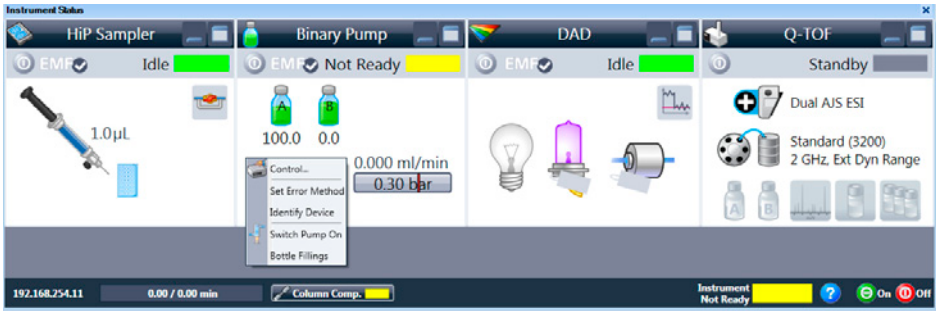 Instrument Status
HiP Sampler
Binary Pump
DAD
Q-TOF
EMF
Idle
EMF
Not Ready
EMF
Idle
Standby
1.0µL
A
B
100.0
0.0
0.000 ml/min
0.30 bar
Control...
Set Error Method
Identify Device
Switch Pump On
Bottle Fillings
Dual AJS ESI
Standard (3200)
2 GHz, Ext Dyn Range
A
B
192.168.254.11
0.00 / 0.00 min
Column Comp.
Instrument
Not Ready
?
On
Off